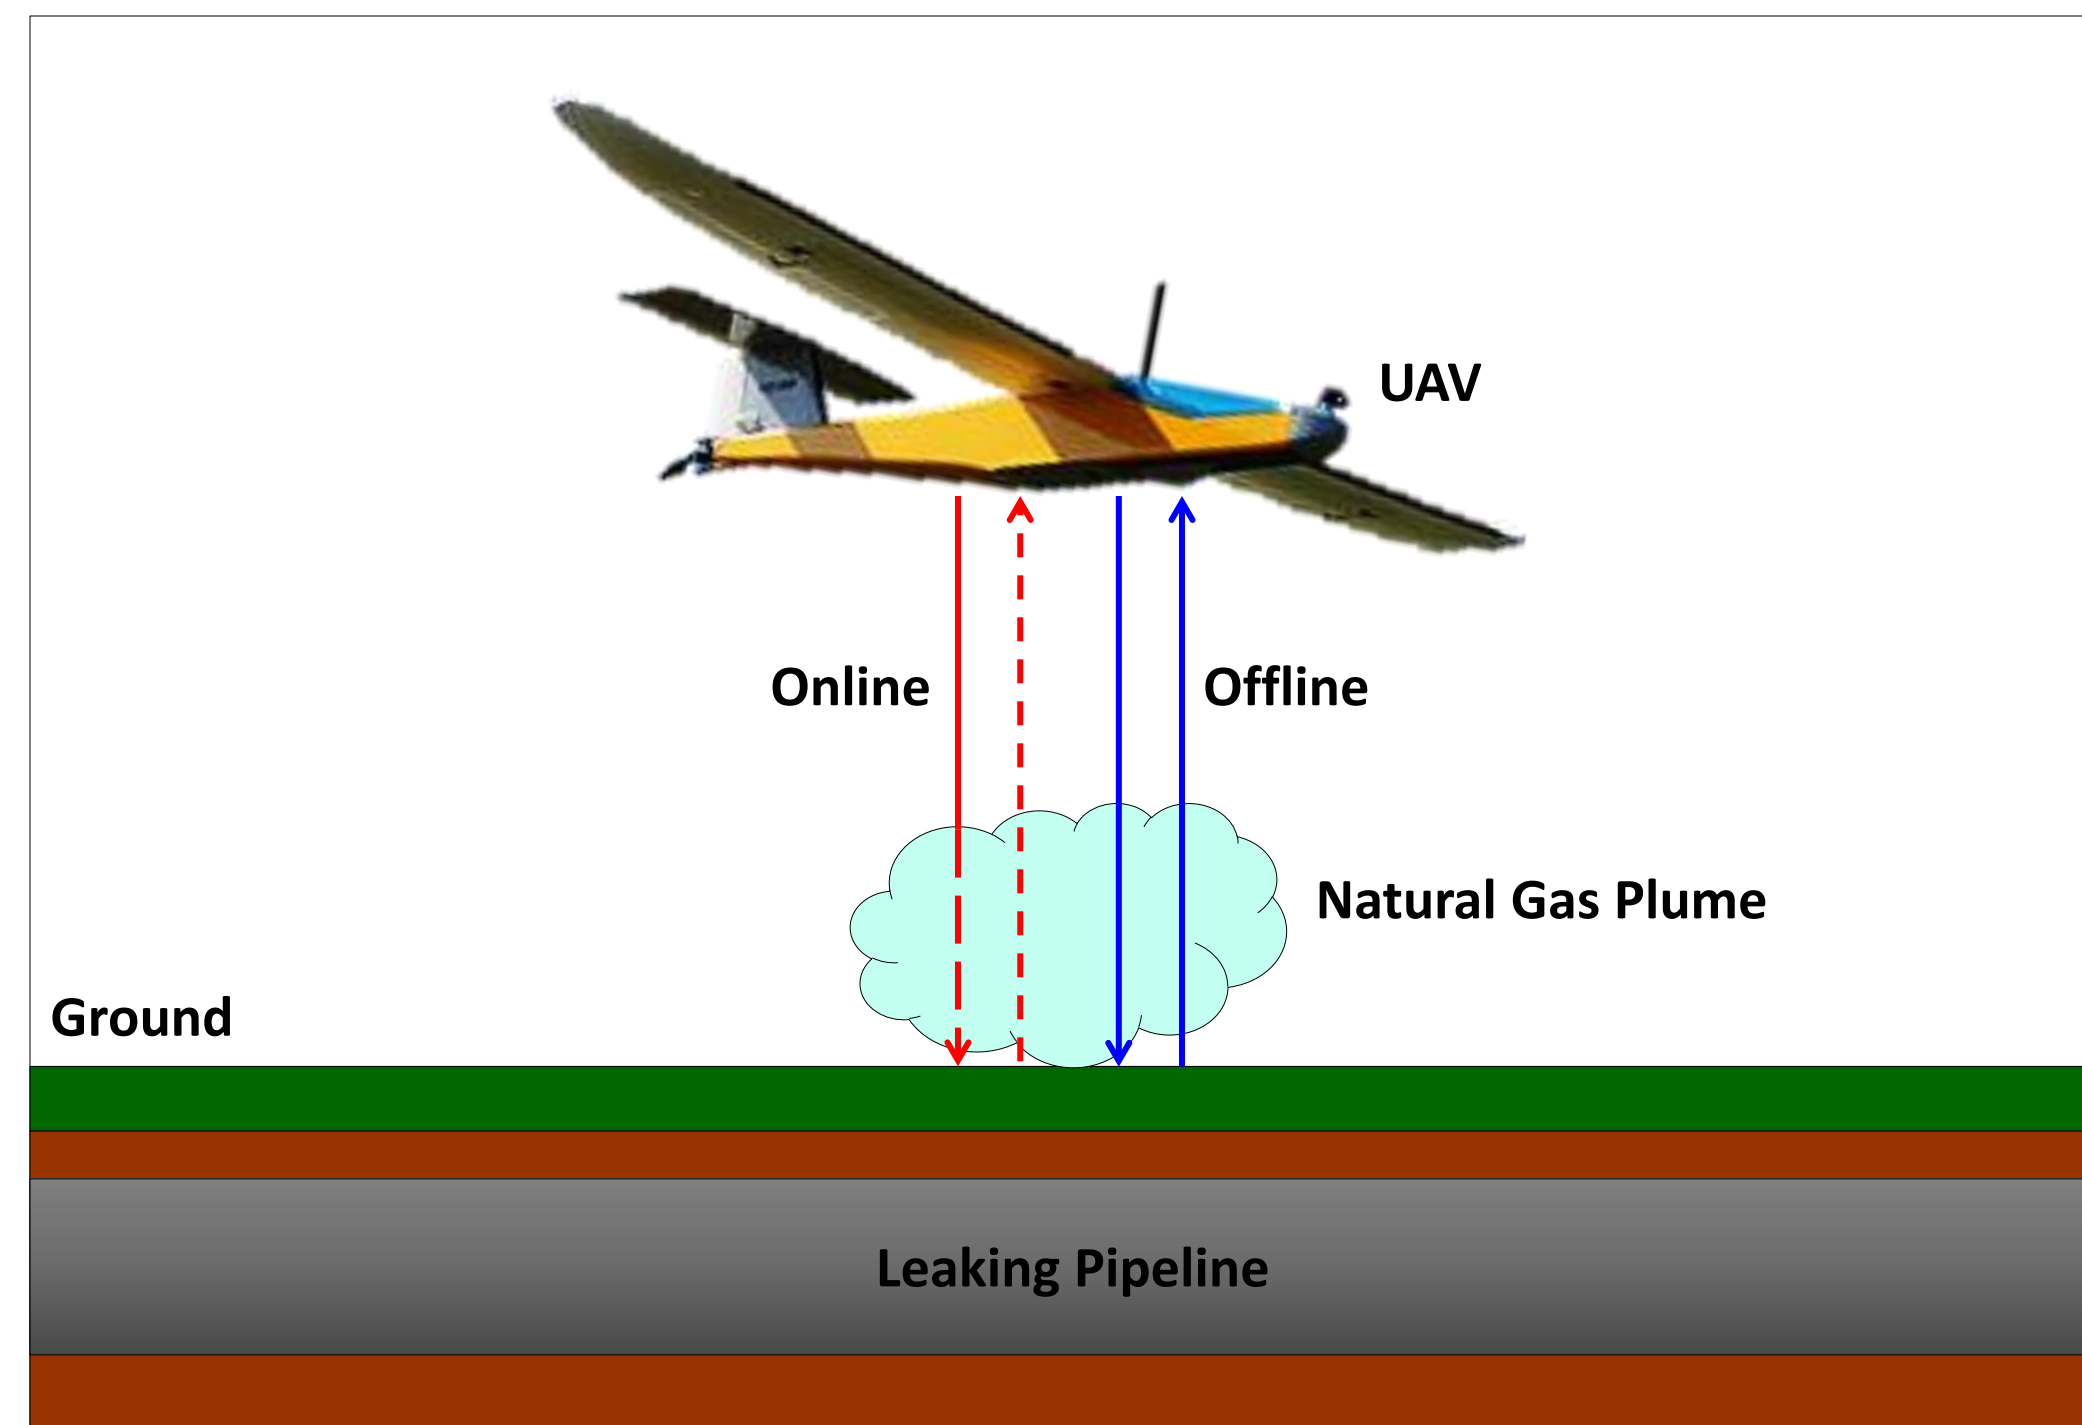 UAV
Online
Offline
Natural Gas Plume
Ground
Leaking Pipeline